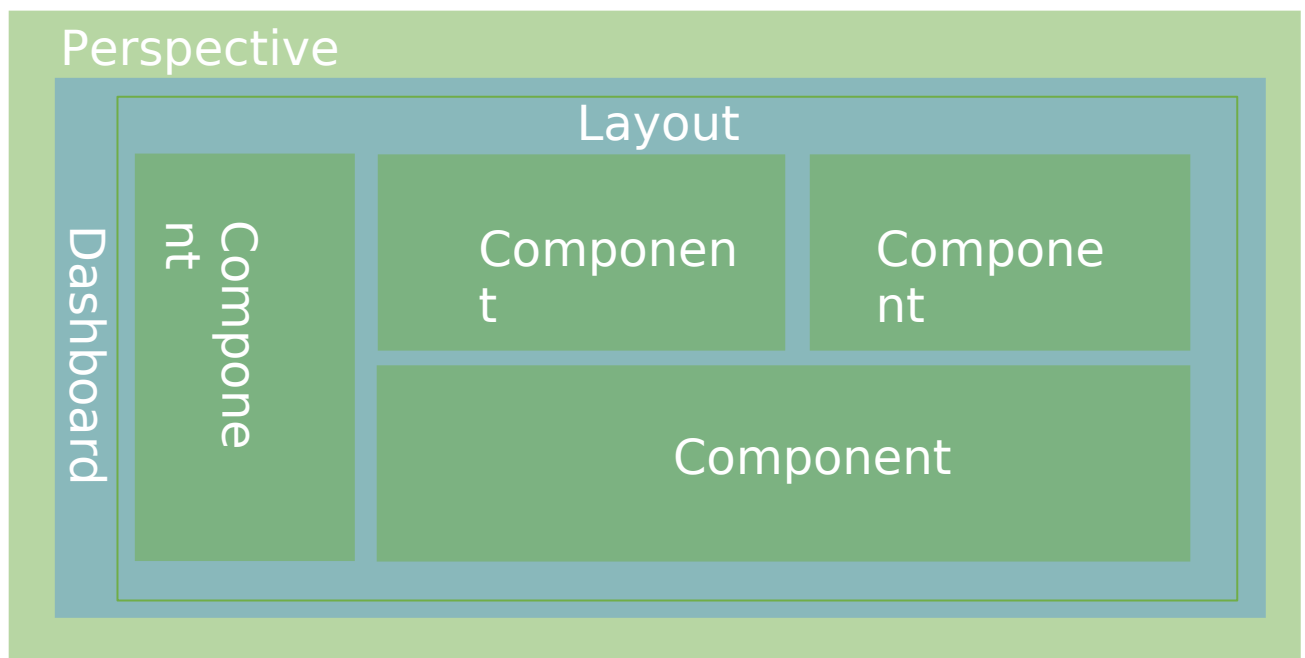 Perspective
Layout
Dashboard
Compone
nt
Componen
t
Compone
nt
Component